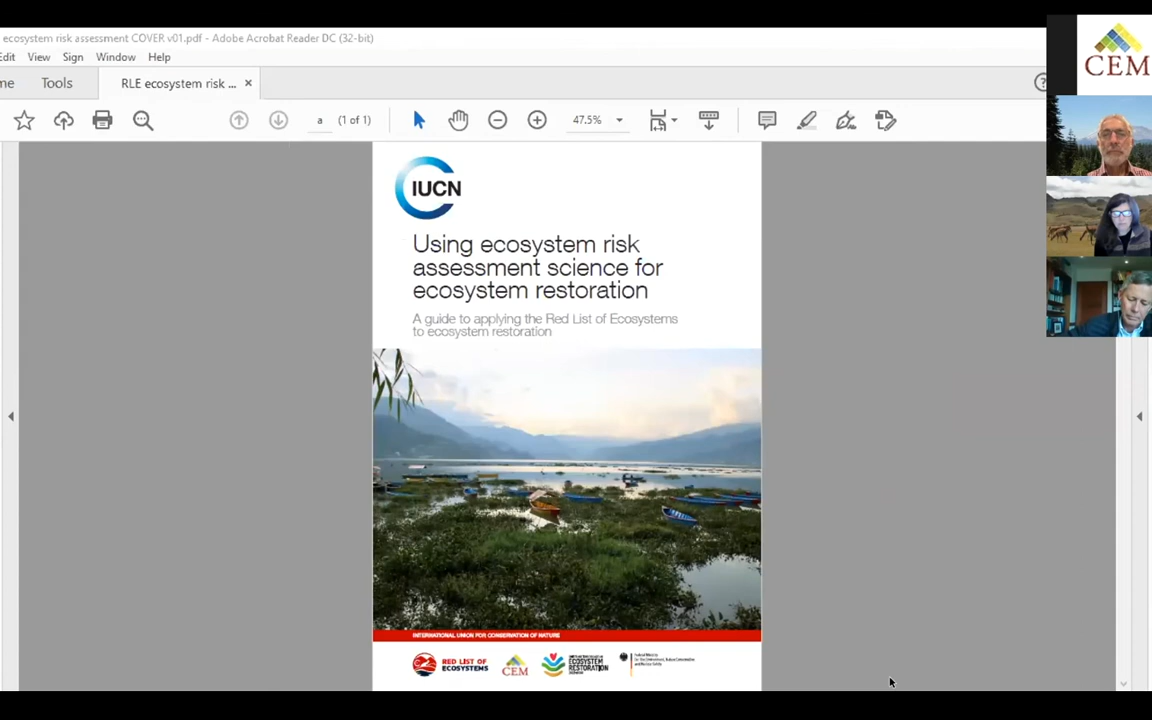 ecosystem risk assessment COVER v01.pdf - Adobe Acrobat Reader DC (32-bit)
Edit View Sign Window Help
me Tools RLE ecosystem risk ... ×
a (1 of 1) 47.5%
CEM
IUCN
Using ecosystem risk
assessment science for
ecosystem restoration
A guide to applying the Red List of Ecosystems
to ecosystem restoration
INTERNATIONAL UNION FOR CONSERVATION OF NATURE
RED LIST OF
ECOSYSTEMS
CEM
ECOSYSTEM
RESTORATION